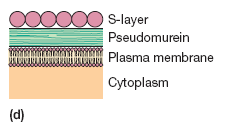 S-layer
Pseudomurein
Plasma membrane
Cytoplasm
(d)